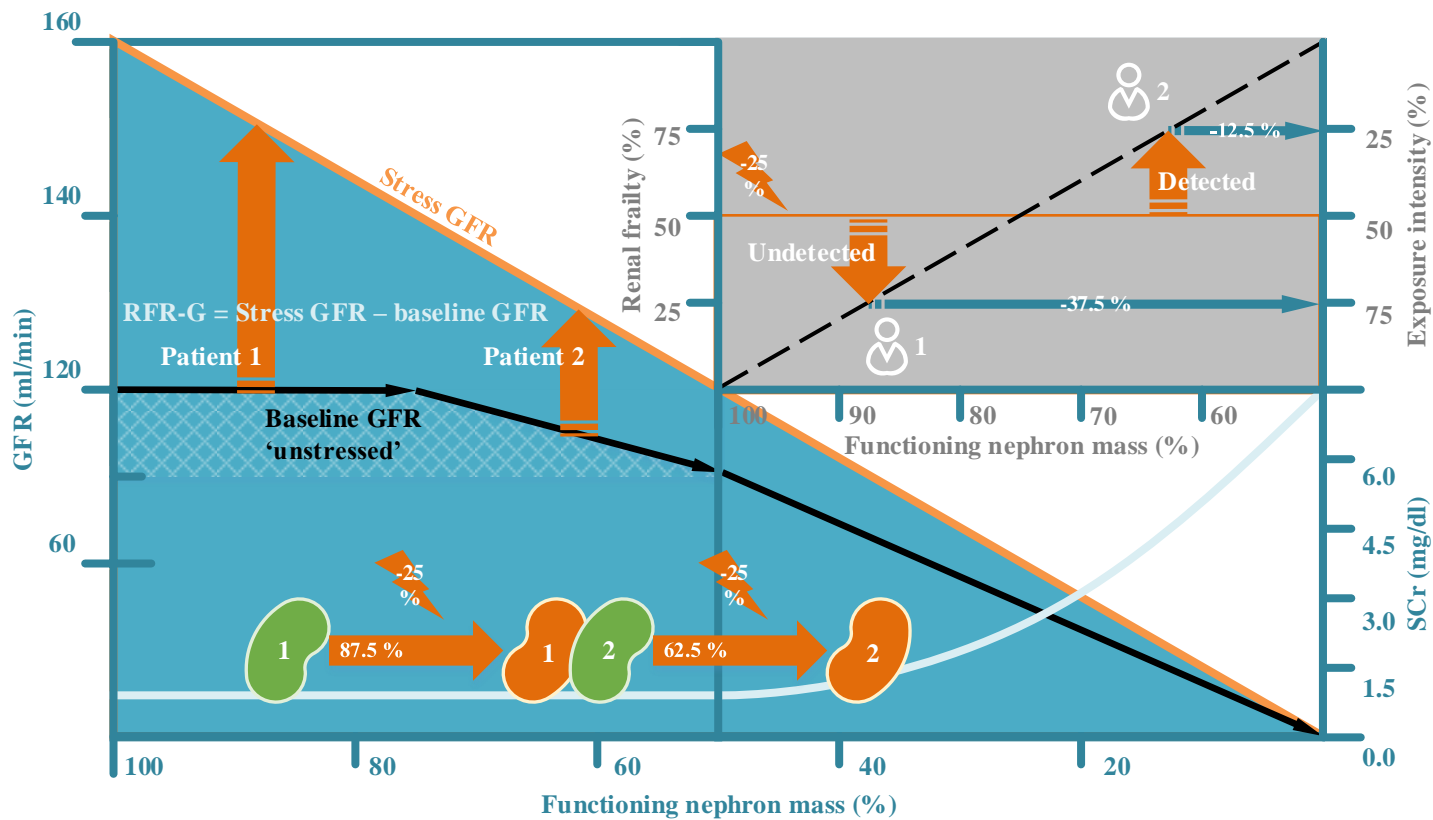 160
140
120
60
GFR (ml/min)
Stress GFR
RFR-G = Stress GFR – baseline GFR
Patient 1
Patient 2
Baseline GFR
‘unstressed’
-25
%
-25
%
1
87.5 %
1
2
62.5 %
2
100
80
60
40
20
Functioning nephron mass (%)
Renal frailty (%)
75
50
25
-25
%
Undetected
Detected
2
-12.5 %
-37.5 %
1
100
90
80
70
60
Functioning nephron mass (%)
25
50
75
Exposure intensity (%)
6.0
4.5
3.0
1.5
0.0
SCr (mg/dl)